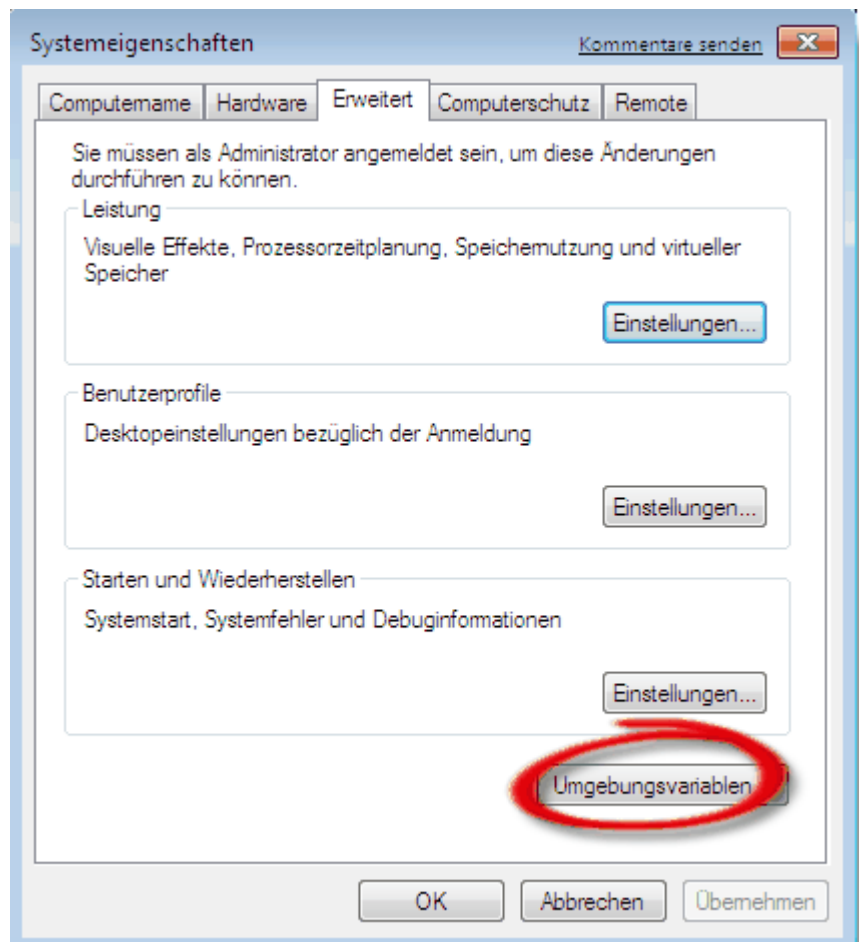 Systemeigenschaften Kommentare senden
Computername Hardware Erweitert Computerschutz Remote
Sie müssen als Administrator angemeldet sein, um diese Änderungen
durchführen zu können.
Leistung
Visuelle Effekte, Prozessorzeitplanung, Speichernutzung und virtueller
Speicher
Einstellungen...
Benutzerprofile
Desktopeinstellungen bezüglich der Anmeldung
Einstellungen...
Starten und Wiederherstellen
Systemstart, Systemfehler und Debuginformationen
Einstellungen...
Umgebungsvariablen
OK Abbrechen Übernehmen